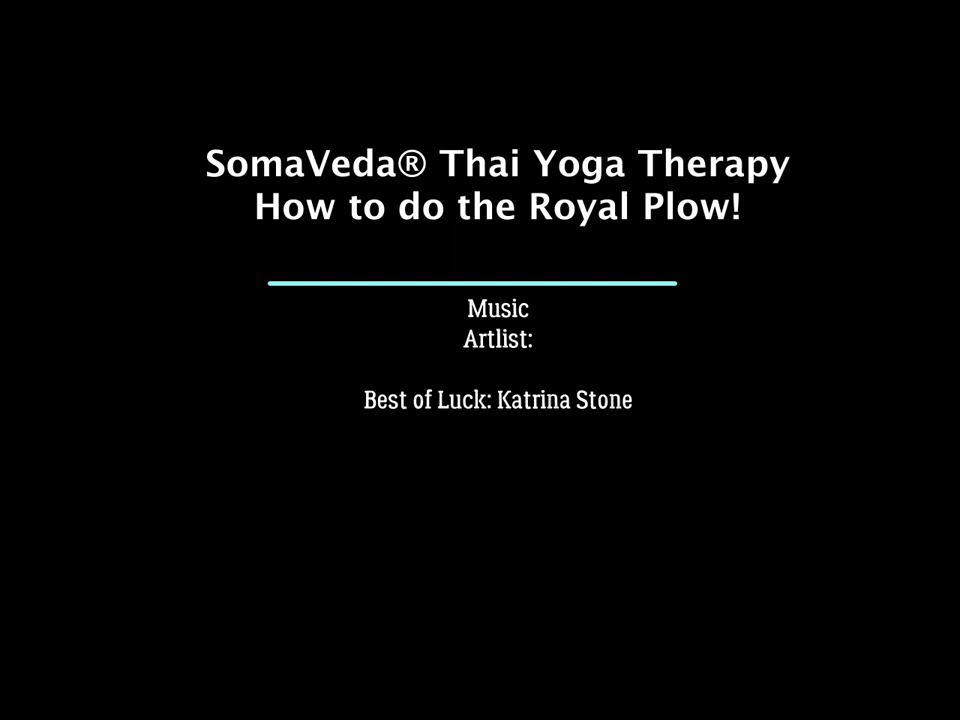 SomaVeda® Thai Yoga Therapy
How to do the Royal Plow!
Music
Artlist:
Best of Luck: Katrina Stone